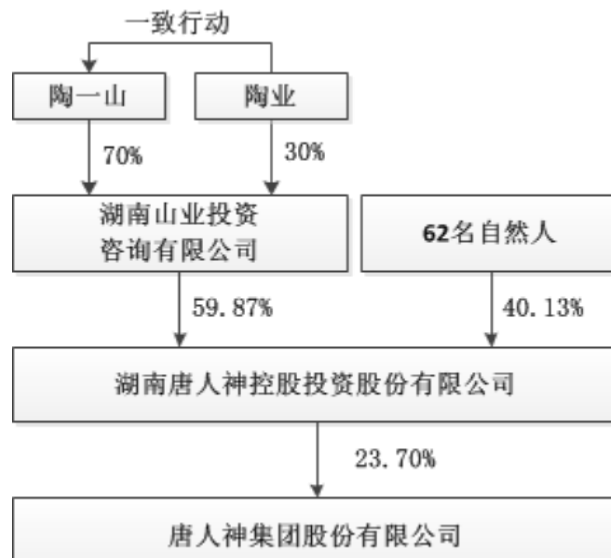 一致行动
陶一山
陶业
70%
30%
湖南山业投资
咨询有限公司
62名自然人
59.87%
40.13%
湖南唐人神控股投资股份有限公司
23.70%
唐人神集团股份有限公司